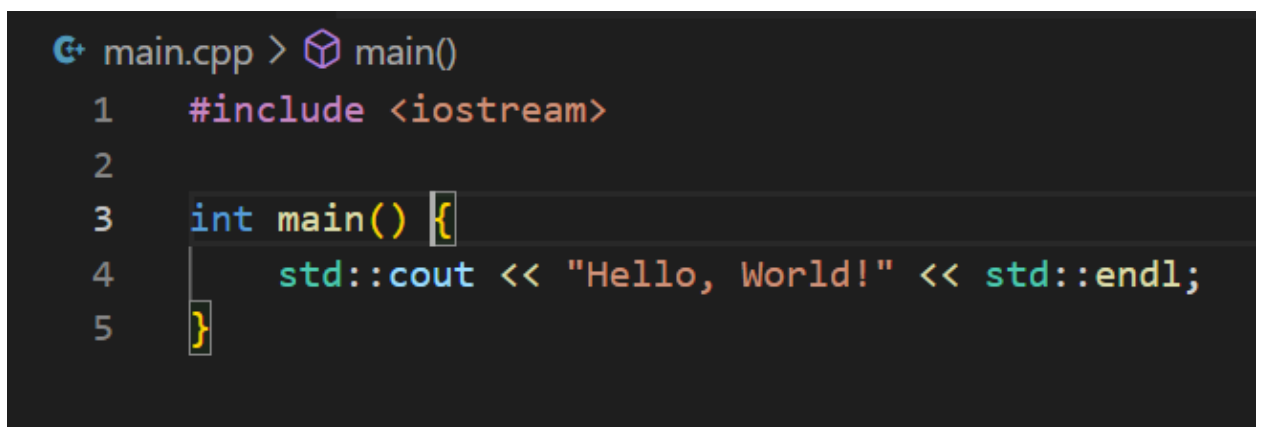 main.cpp > main()
1 #include <iostream>
2
3 int main() {
4     std::cout << "Hello, World!" << std::endl;
5 }